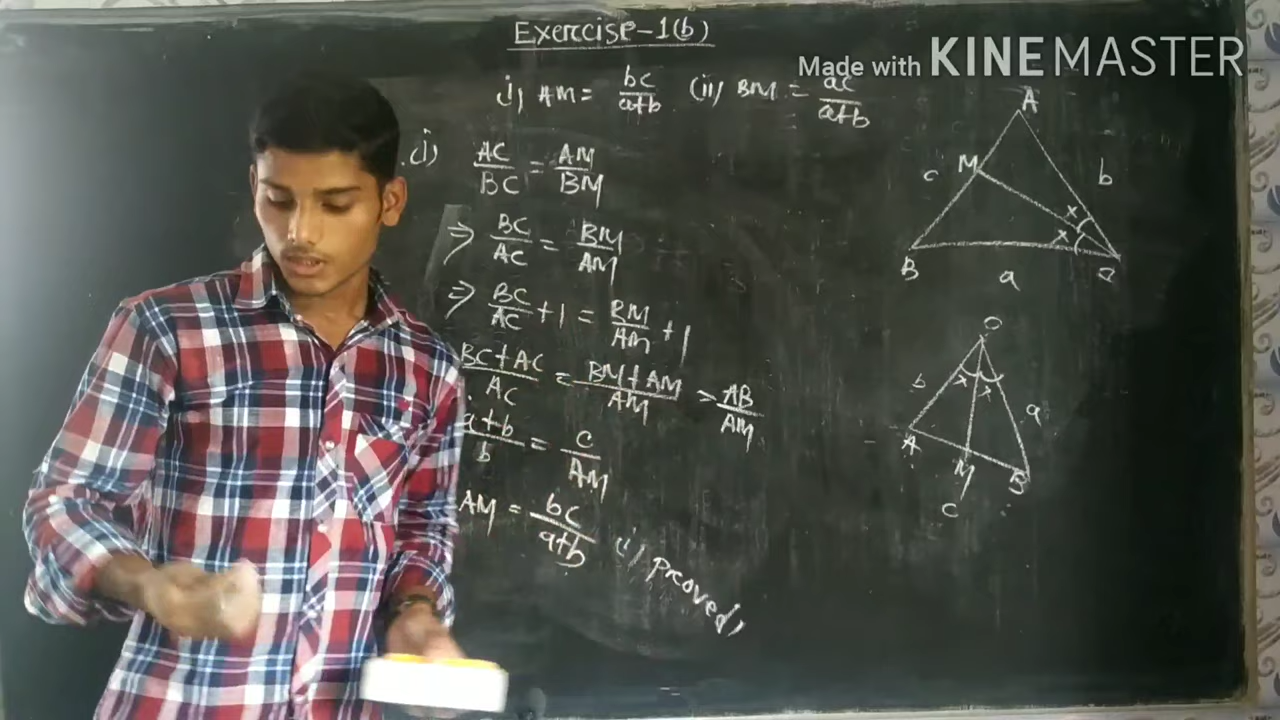 Exerccise-1(b)
Made with KINEMASTER
i) AM = bc/a+b (ii) BM = ac/a+b
(i) AC/BC = AM/BM
⇒ BC/AC = BM/AM
⇒ BC/AC + 1 = BM/AM + 1
BC+AC/AC = BM+AM/AM = AB/AM
a+b/b = c/AM
AM = bc/a+b (i) proved,
A
M
c
b
x
x
B
a
C
O
b
x
x
a
A
M
B
C